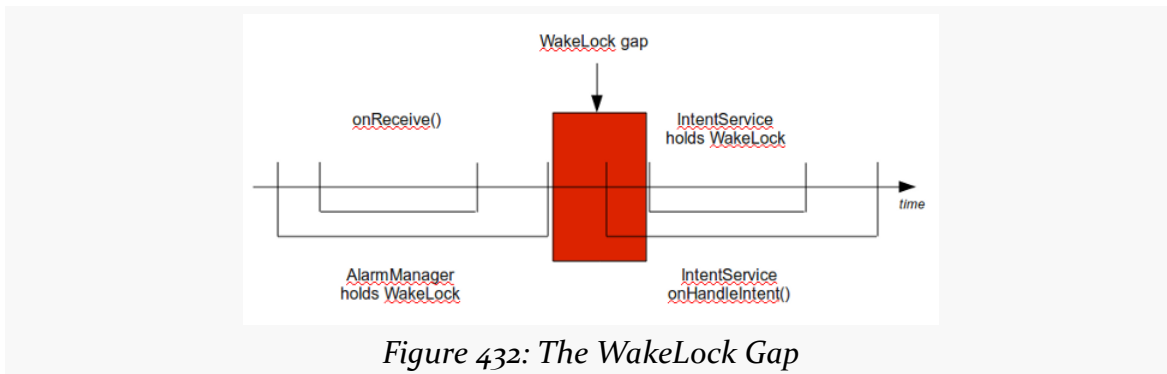 WakeLock gap
onReceive()
IntentService
holds WakeLock
time
AlarmManager
holds WakeLock
IntentService
onHandleIntent()
Figure 432: The WakeLock Gap